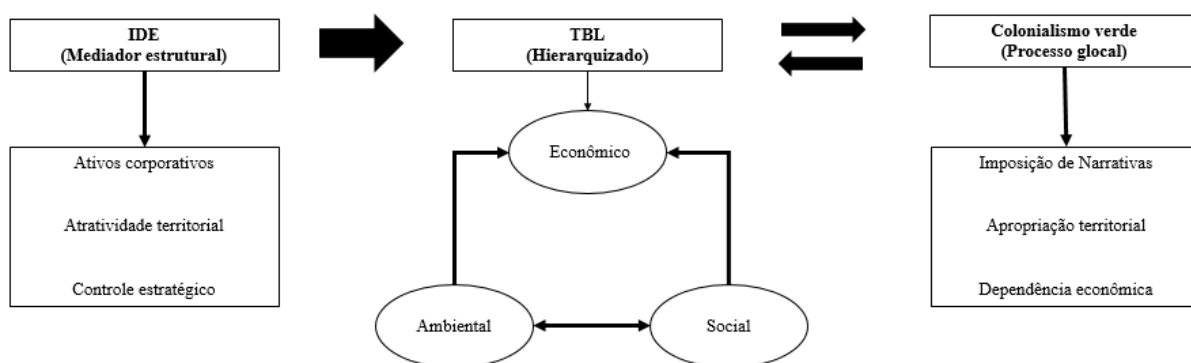 IDE
(Mediador estrutural)
TBL
(Hierarquizado)
Colonialismo verde
(Processo glocal)
Ativos corporativos
Atratividade territorial
Controle estratégico
Econômico
Ambiental
Social
Imposição de Narrativas
Apropriação territorial
Dependência econômica